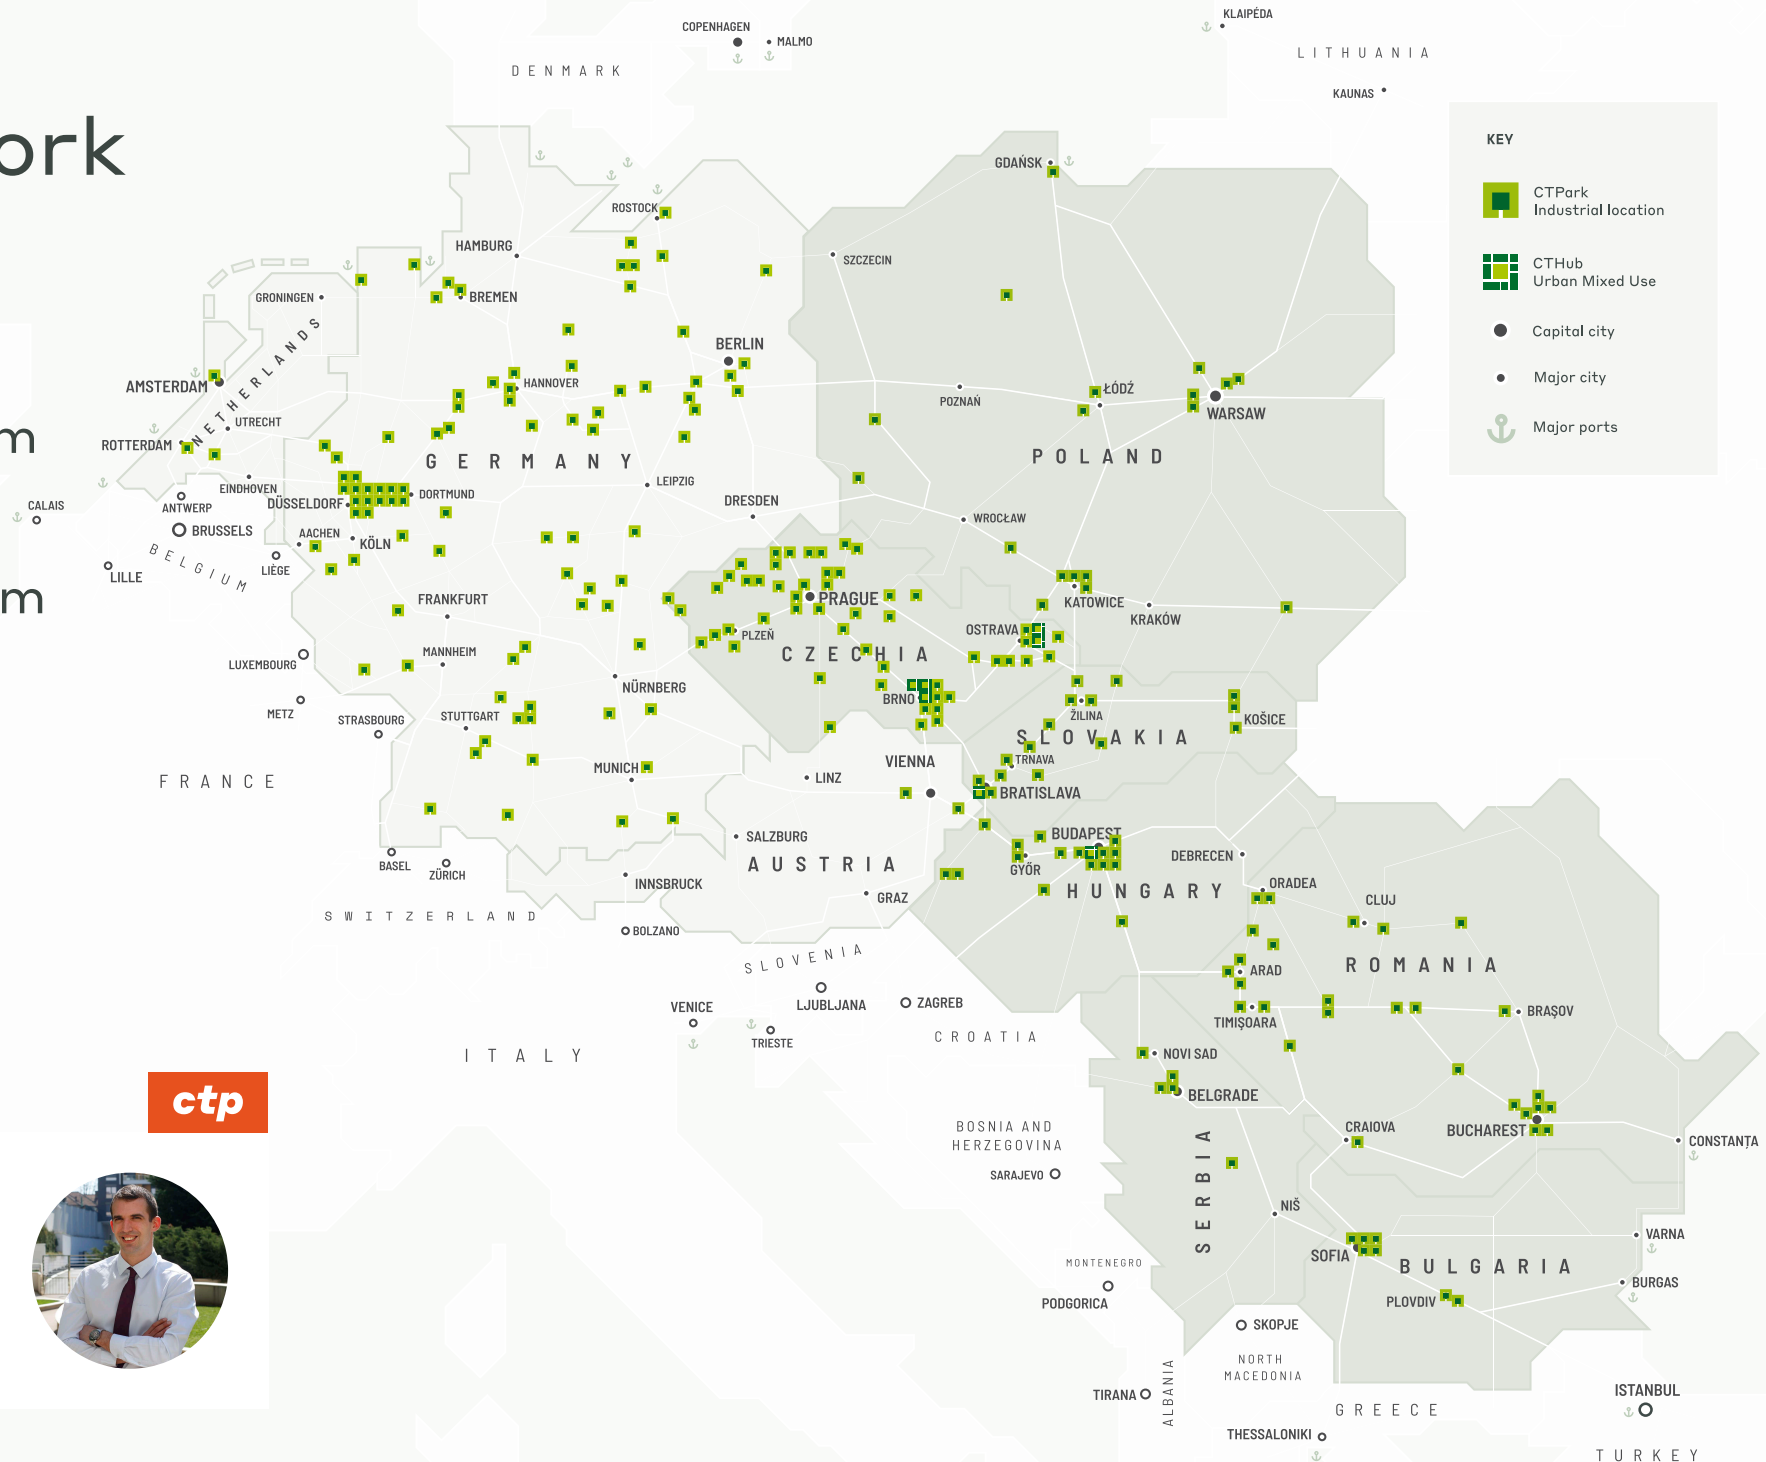 ork
m
m
KEY
CTPark
Industrial location
CTHub
Urban Mixed Use
Capital city
Major city
Major ports
COPENHAGEN
MALMO
DENMARK
KLAIPÉDA
LITHUANIA
KAUNAS
GDAŃSK
ROSTOCK
HAMBURG
SZCZECIN
GRONINGEN
BREMEN
NETHERLANDS
BERLIN
AMSTERDAM
HANNOVER
POZNAŃ
ŁÓDŹ
WARSAW
UTRECHT
ROTTERDAM
GERMANY
POLAND
EINDHOVEN
LEIPZIG
DORTMUND
DÜSSELDORF
DRESDEN
CALAIS
ANTWERP
BRUSSELS
WROCŁAW
AACHEN
KÖLN
BELGIUM
LIÈGE
LILLE
FRANKFURT
PRAGUE
KATOWICE
KRAKÓW
OSTRAVA
PLZEŇ
CZECHIA
MANNHEIM
LUXEMBOURG
NÜRNBERG
BRNO
METZ
STRASBOURG
STUTTGART
ŽILINA
KOŠICE
SLOVAKIA
VIENNA
TRNAVA
MUNICH
LINZ
BRATISLAVA
FRANCE
SALZBURG
BUDAPEST
AUSTRIA
BASEL
ZÜRICH
GYŐR
DEBRECEN
INNSBRUCK
HUNGARY
ORADEA
GRAZ
CLUJ
SWITZERLAND
BOLZANO
SLOVENIA
ARAD
ROMANIA
VENICE
LJUBLJANA
ZAGREB
TIMIŞOARA
BRAŞOV
TRIESTE
CROATIA
ITALY
NOVI SAD
BELGRADE
ctp
BOSNIA AND
HERZEGOVINA
CRAIOVA
BUCHAREST
CONSTANȚA
SARAJEVO
SERBIA
NIŠ
VARNA
SOFIA
BULGARIA
MONTENEGRO
BURGAS
PODGORICA
PLOVDIV
SKOPJE
NORTH
MACEDONIA
TIRANA
ALBANIA
ISTANBUL
GREECE
THESSALONIKI
TURKEY